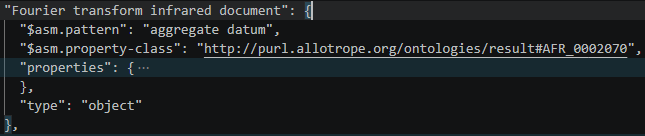 "Fourier transform infrared document": {
"$asm.pattern": "aggregate datum",
"$asm.property-class": "http://purl.allotrope.org/ontologies/result#AFR_0002070",
"properties": {⋯
},
"type": "object"
},